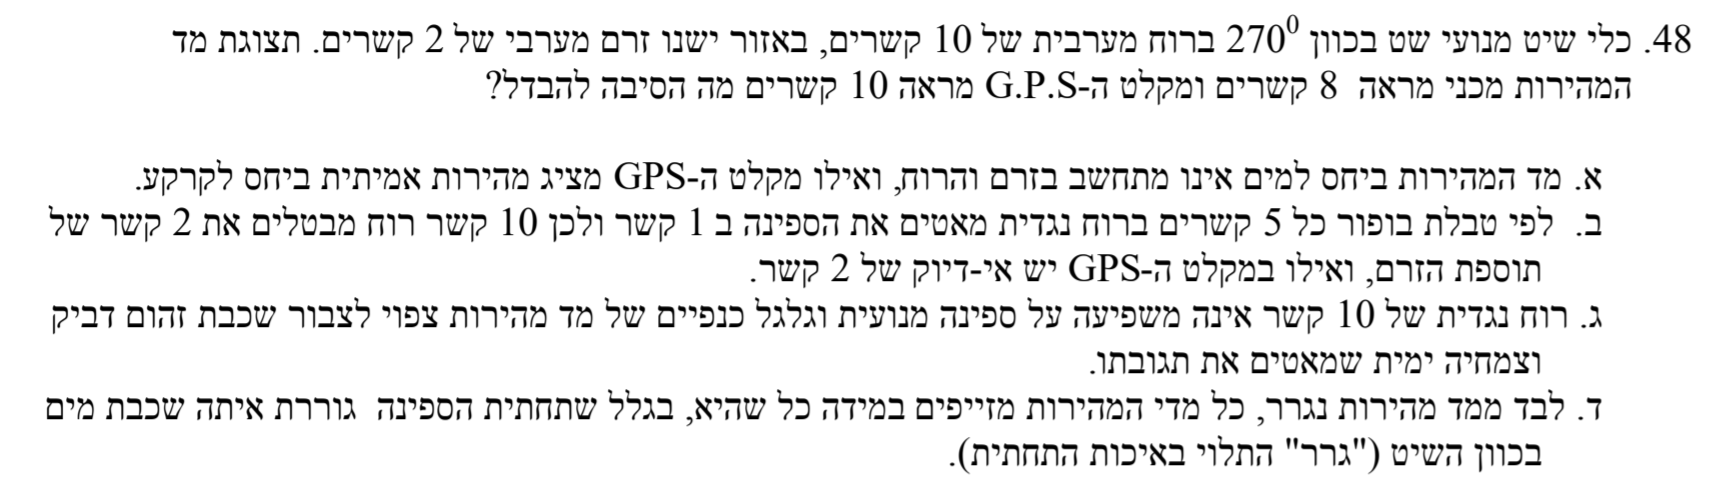 48. כלי שיט מנועי שט בכוון 270⁰ ברוח מערבית של 10 קשרים, באזור ישנו זרם מערבי של 2 קשרים. תצוגת מד
המהירות מכני מראה 8 קשרים ומקלט ה-G.P.S מראה 10 קשרים מה הסיבה להבדל?
א. מד המהירות ביחס למים אינו מתחשב בזרם והרוח, ואילו מקלט ה-GPS מציג מהירות אמיתית ביחס לקרקע.
ב. לפי טבלת בופור כל 5 קשרים ברוח נגדית מאטים את הספינה ב 1 קשר ולכן 10 קשר רוח מבטלים את 2 קשר של
תוספת הזרם, ואילו במקלט ה-GPS יש אי-דיוק של 2 קשר.
ג. רוח נגדית של 10 קשר אינה משפיעה על ספינה מנועית וגלגל כנפיים של מד מהירות צפוי לצבור שכבת זהום דביק
וצמחיה ימית שמאטים את תגובתו.
ד. לבד ממד מהירות נגרר, כל מדי המהירות מזייפים במידה כל שהיא, בגלל שתחתית הספינה גוררת איתה שכבת מים
בכוון השיט ("גרר" התלוי באיכות התחתית).